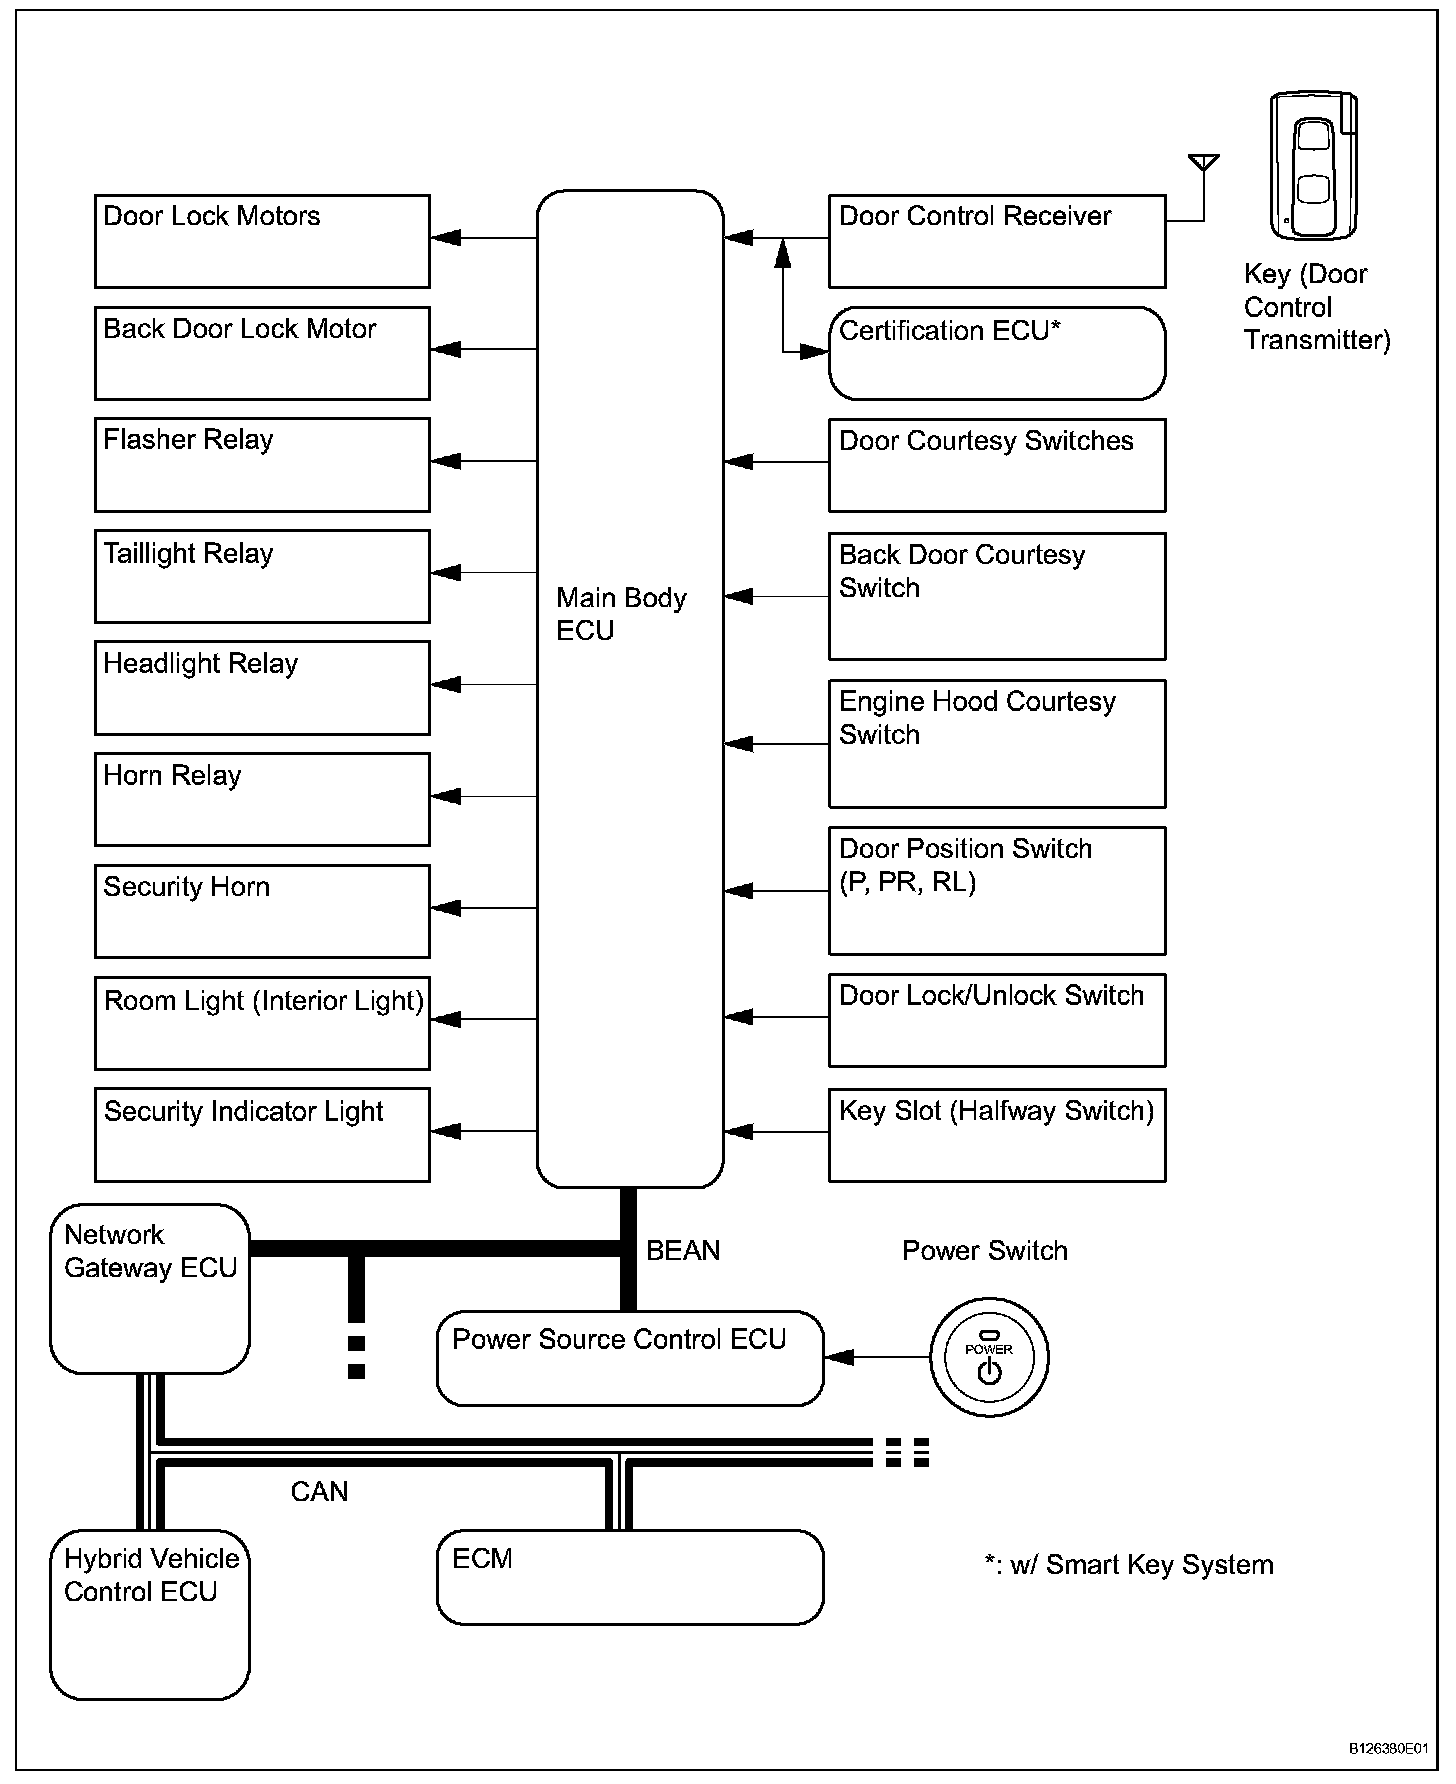 Door Lock Motors
Back Door Lock Motor
Flasher Relay
Taillight Relay
Headlight Relay
Horn Relay
Security Horn
Room Light (Interior Light)
Security Indicator Light
Main Body
ECU
Door Control Receiver
Certification ECU*
Door Courtesy Switches
Back Door Courtesy
Switch
Engine Hood Courtesy
Switch
Door Position Switch
(P, PR, RL)
Door Lock/Unlock Switch
Key Slot (Halfway Switch)
Key (Door
Control
Transmitter)
Network
Gateway ECU
BEAN
Power Switch
Power Source Control ECU
POWER
CAN
Hybrid Vehicle
Control ECU
ECM
*: w/ Smart Key System
B126380E01